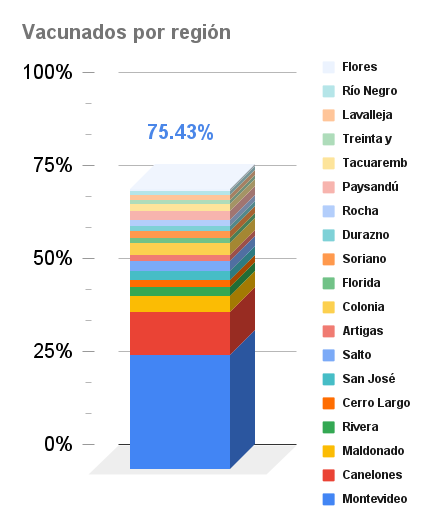 Vacunados por región
100%
75%
50%
25%
0%
75.43%
Flores
Río Negro
Lavalleja
Treinta y
Tacuaremb
Paysandú
Rocha
Durazno
Soriano
Florida
Colonia
Artigas
Salto
San José
Cerro Largo
Rivera
Maldonado
Canelones
Montevideo